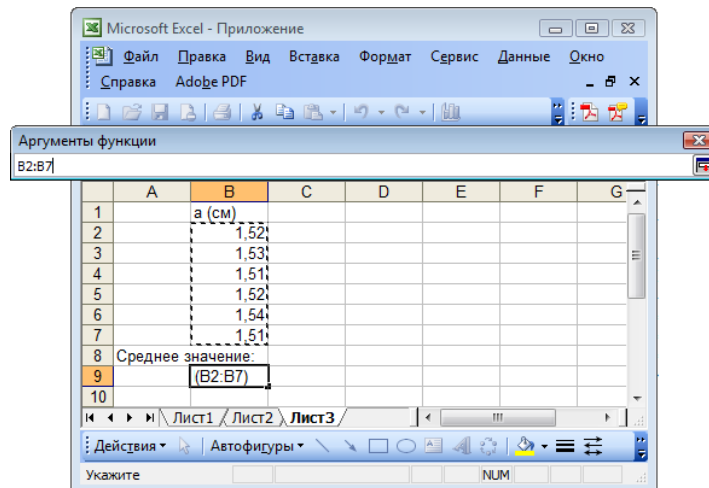 Microsoft Excel - Приложение
Файл Правка Вид Вставка Формат Сервис Данные Окно
Справка Adobe PDF
Аргументы функции
B2:B7
A B C D E F G
1 a (см)
2 1,52
3 1,53
4 1,51
5 1,52
6 1,54
7 1,51
8 Среднее значение:
9 (B2:B7)
10
Лист1 Лист2 Лист3
Действия Автофигуры
Укажите NUM